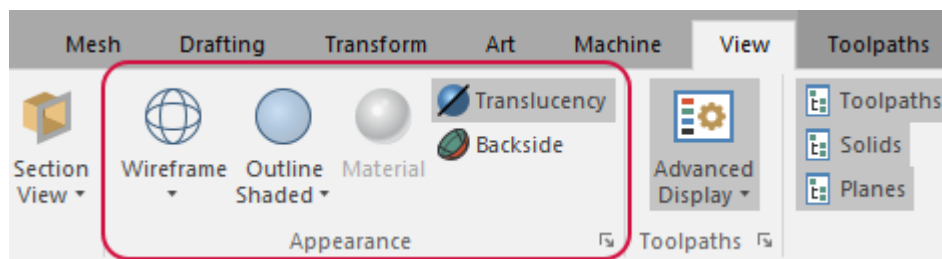 Mesh Drafting Transform Art Machine View Toolpaths
Section View
Wireframe
Outline Shaded
Material
Translucency
Backside
Appearance
Advanced Display
Toolpaths
Toolpaths
Solids
Planes